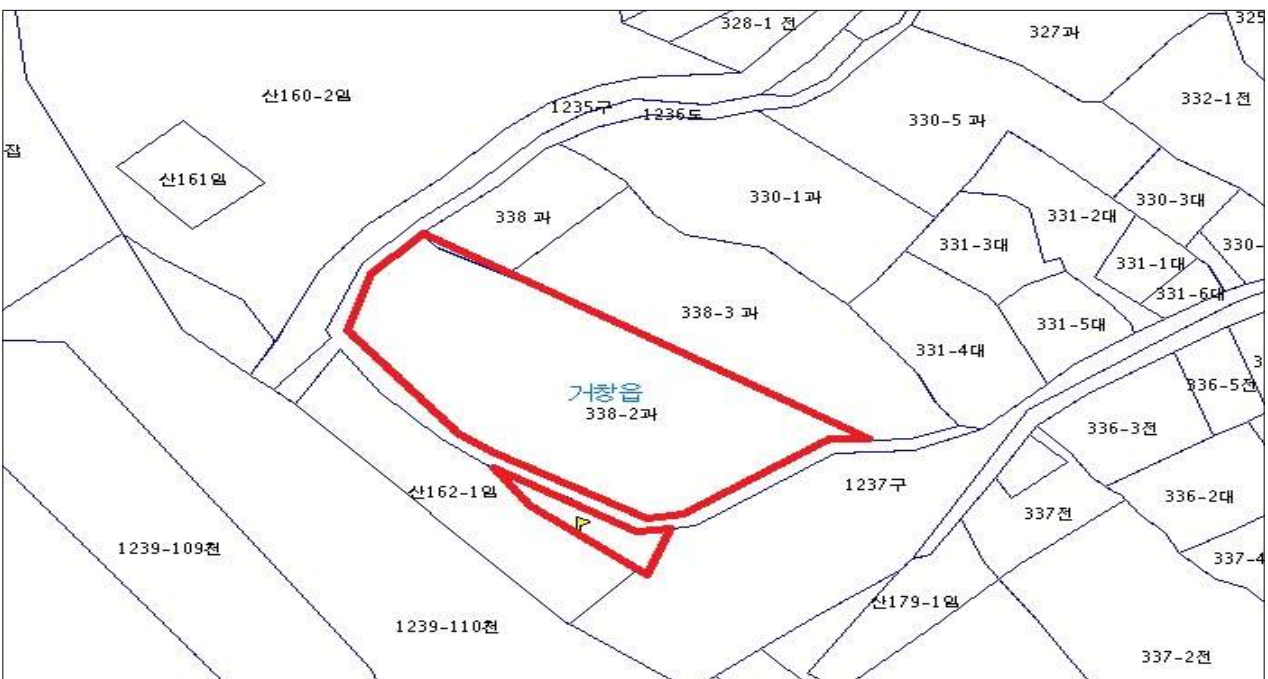 325
328-1 전
327과
332-1전
산160-2임
1235구
1236도
330-5 과
잡
산161임
330-1과
330-3대
338 과
331-2대
331-3대
330-
331-1대
331-6대
338-3 과
331-5대
331-4대
3
336-5전
거창읍
338-2과
336-3전
1237구
산162-1임
336-2대
337전
1239-109천
337-4
산179-1임
1239-110천
337-2전